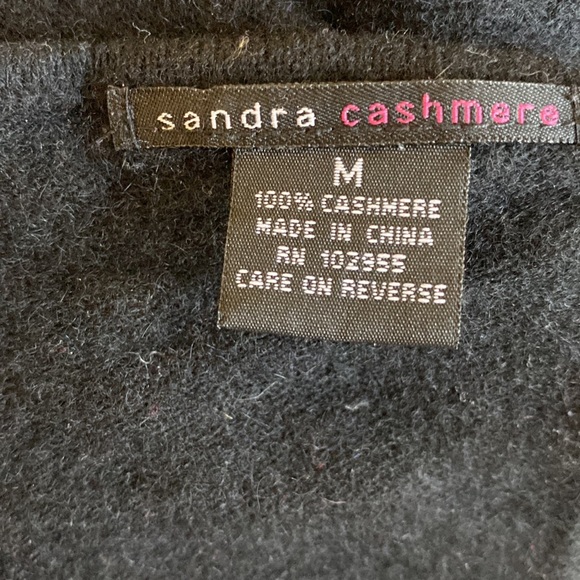 sandra cashmere
M
100% CASHMERE
MADE IN CHINA
RN 102955
CARE ON REVERSE